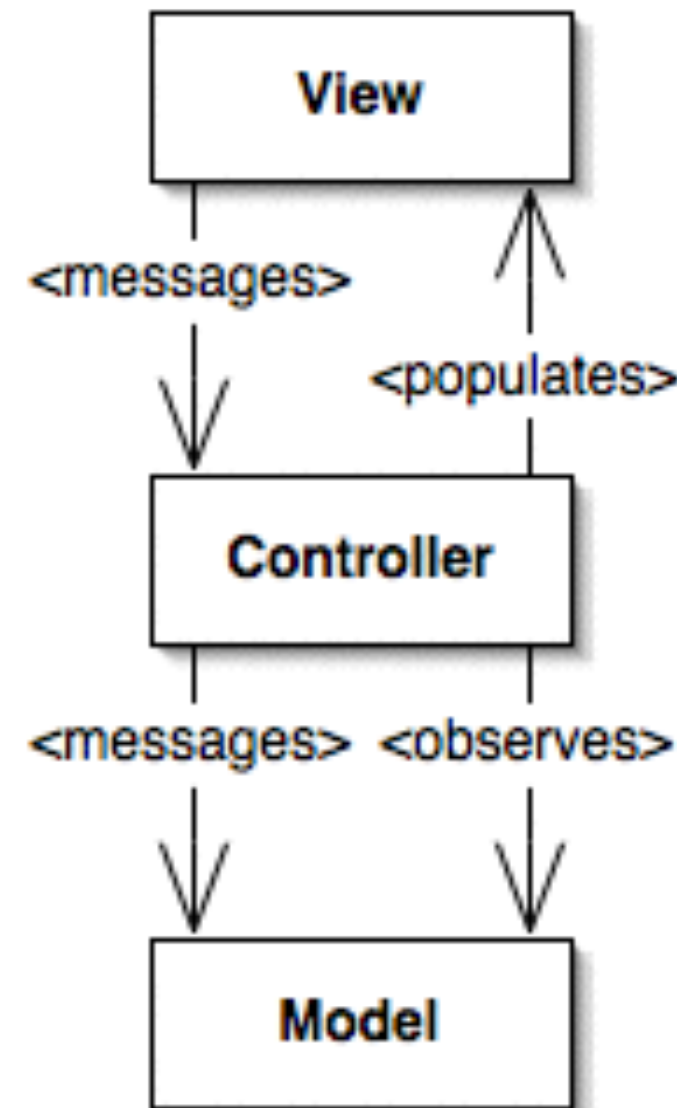 View
<messages>
<populates>
Controller
<messages> <observes>
Model